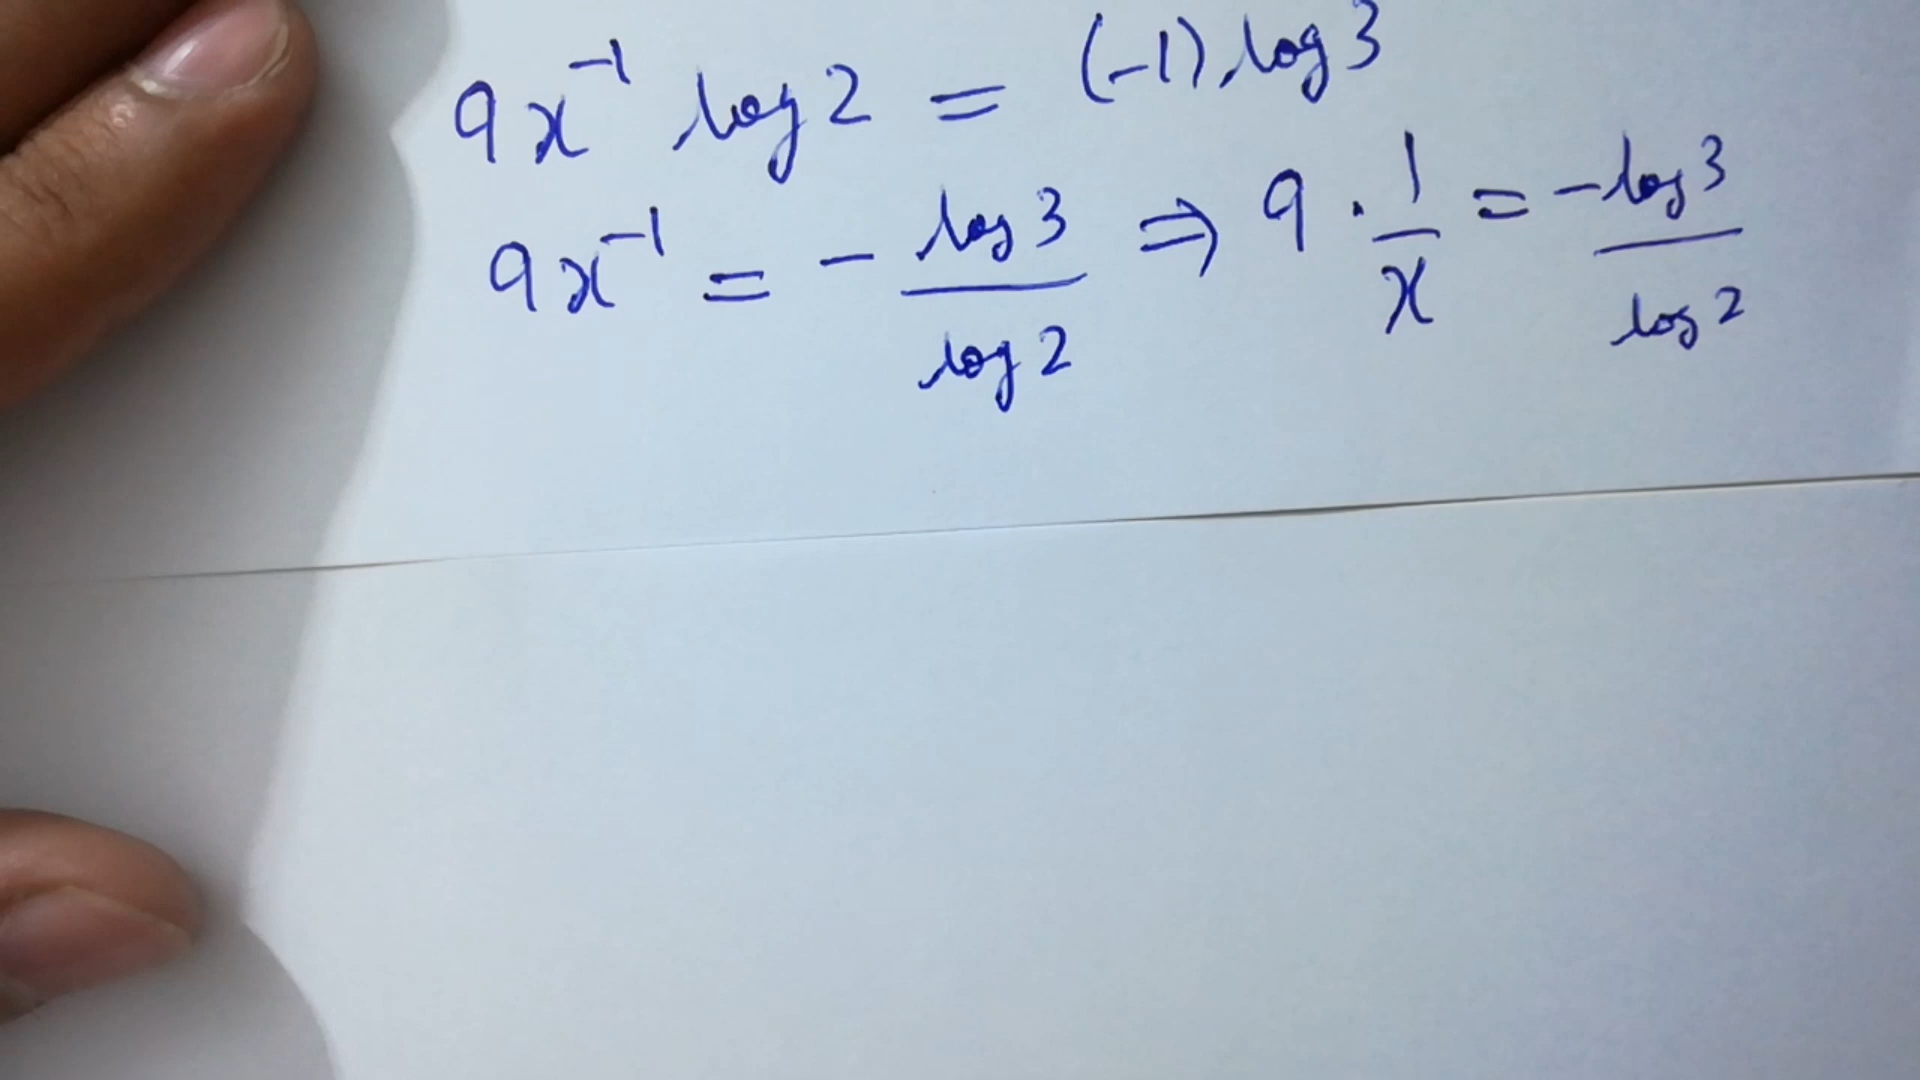 9x⁻¹ log 2 = (-1) . log 3
9x⁻¹ = - log 3 / log 2 ⇒ 9 · 1/x = -log 3 / log 2